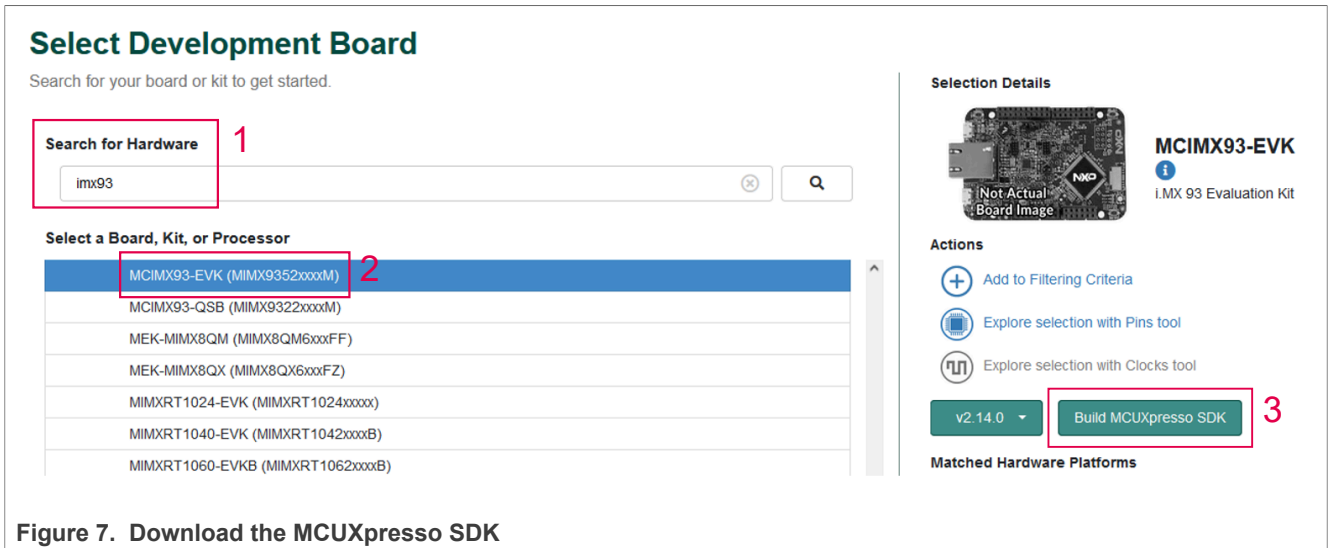 Select Development Board
Search for your board or kit to get started.
Search for Hardware
1
imx93
Select a Board, Kit, or Processor
MCIMX93-EVK (MIMX9352xxxxM)
2
MCIMX93-QSB (MIMX9322xxxxM)
MEK-MIMX8QM (MIMX8QM6xxxFF)
MEK-MIMX8QX (MIMX8QX6xxxFZ)
MIMXRT1024-EVK (MIMXRT1024xxxxx)
MIMXRT1040-EVK (MIMXRT1042xxxxB)
MIMXRT1060-EVKB (MIMXRT1062xxxxB)
Selection Details
NXP
NXP
Not Actual
Board Image
MCIMX93-EVK
i
i.MX 93 Evaluation Kit
Actions
Add to Filtering Criteria
Explore selection with Pins tool
Explore selection with Clocks tool
v2.14.0
Build MCUXpresso SDK
3
Matched Hardware Platforms
Figure 7. Download the MCUXpresso SDK